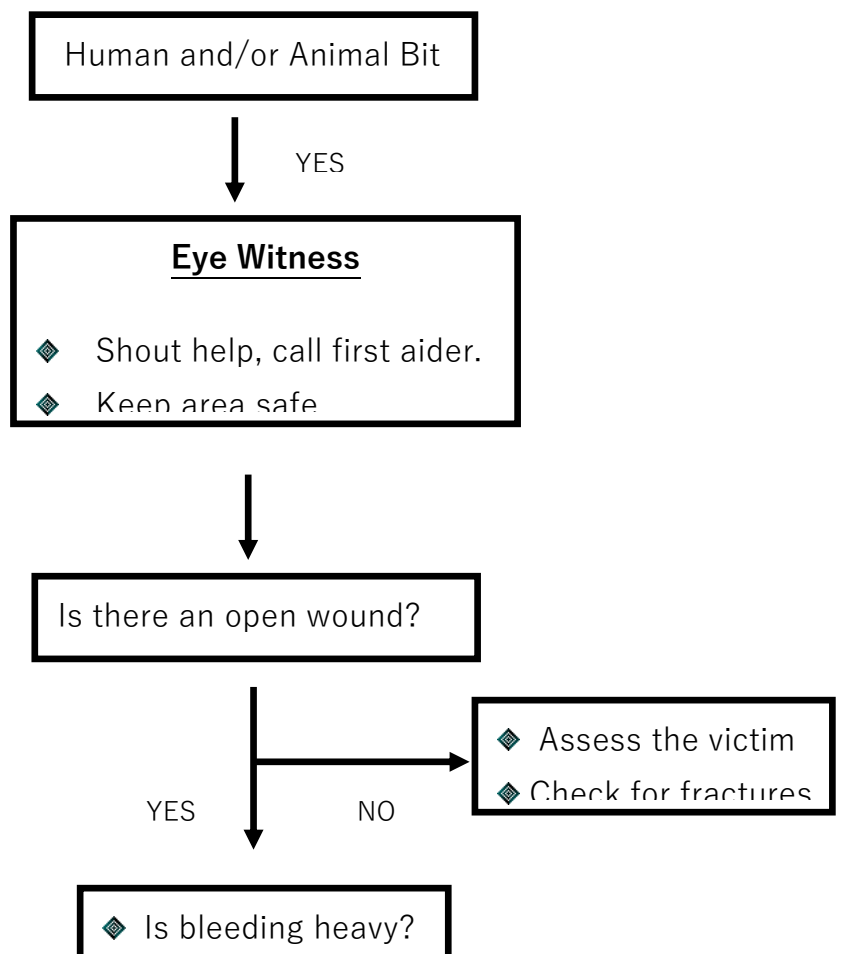 Human and/or Animal Bit
YES
Eye Witness
Shout help, call first aider.
Keep area safe
Is there an open wound?
Assess the victim
Check for fractures
YES
NO
Is bleeding heavy?